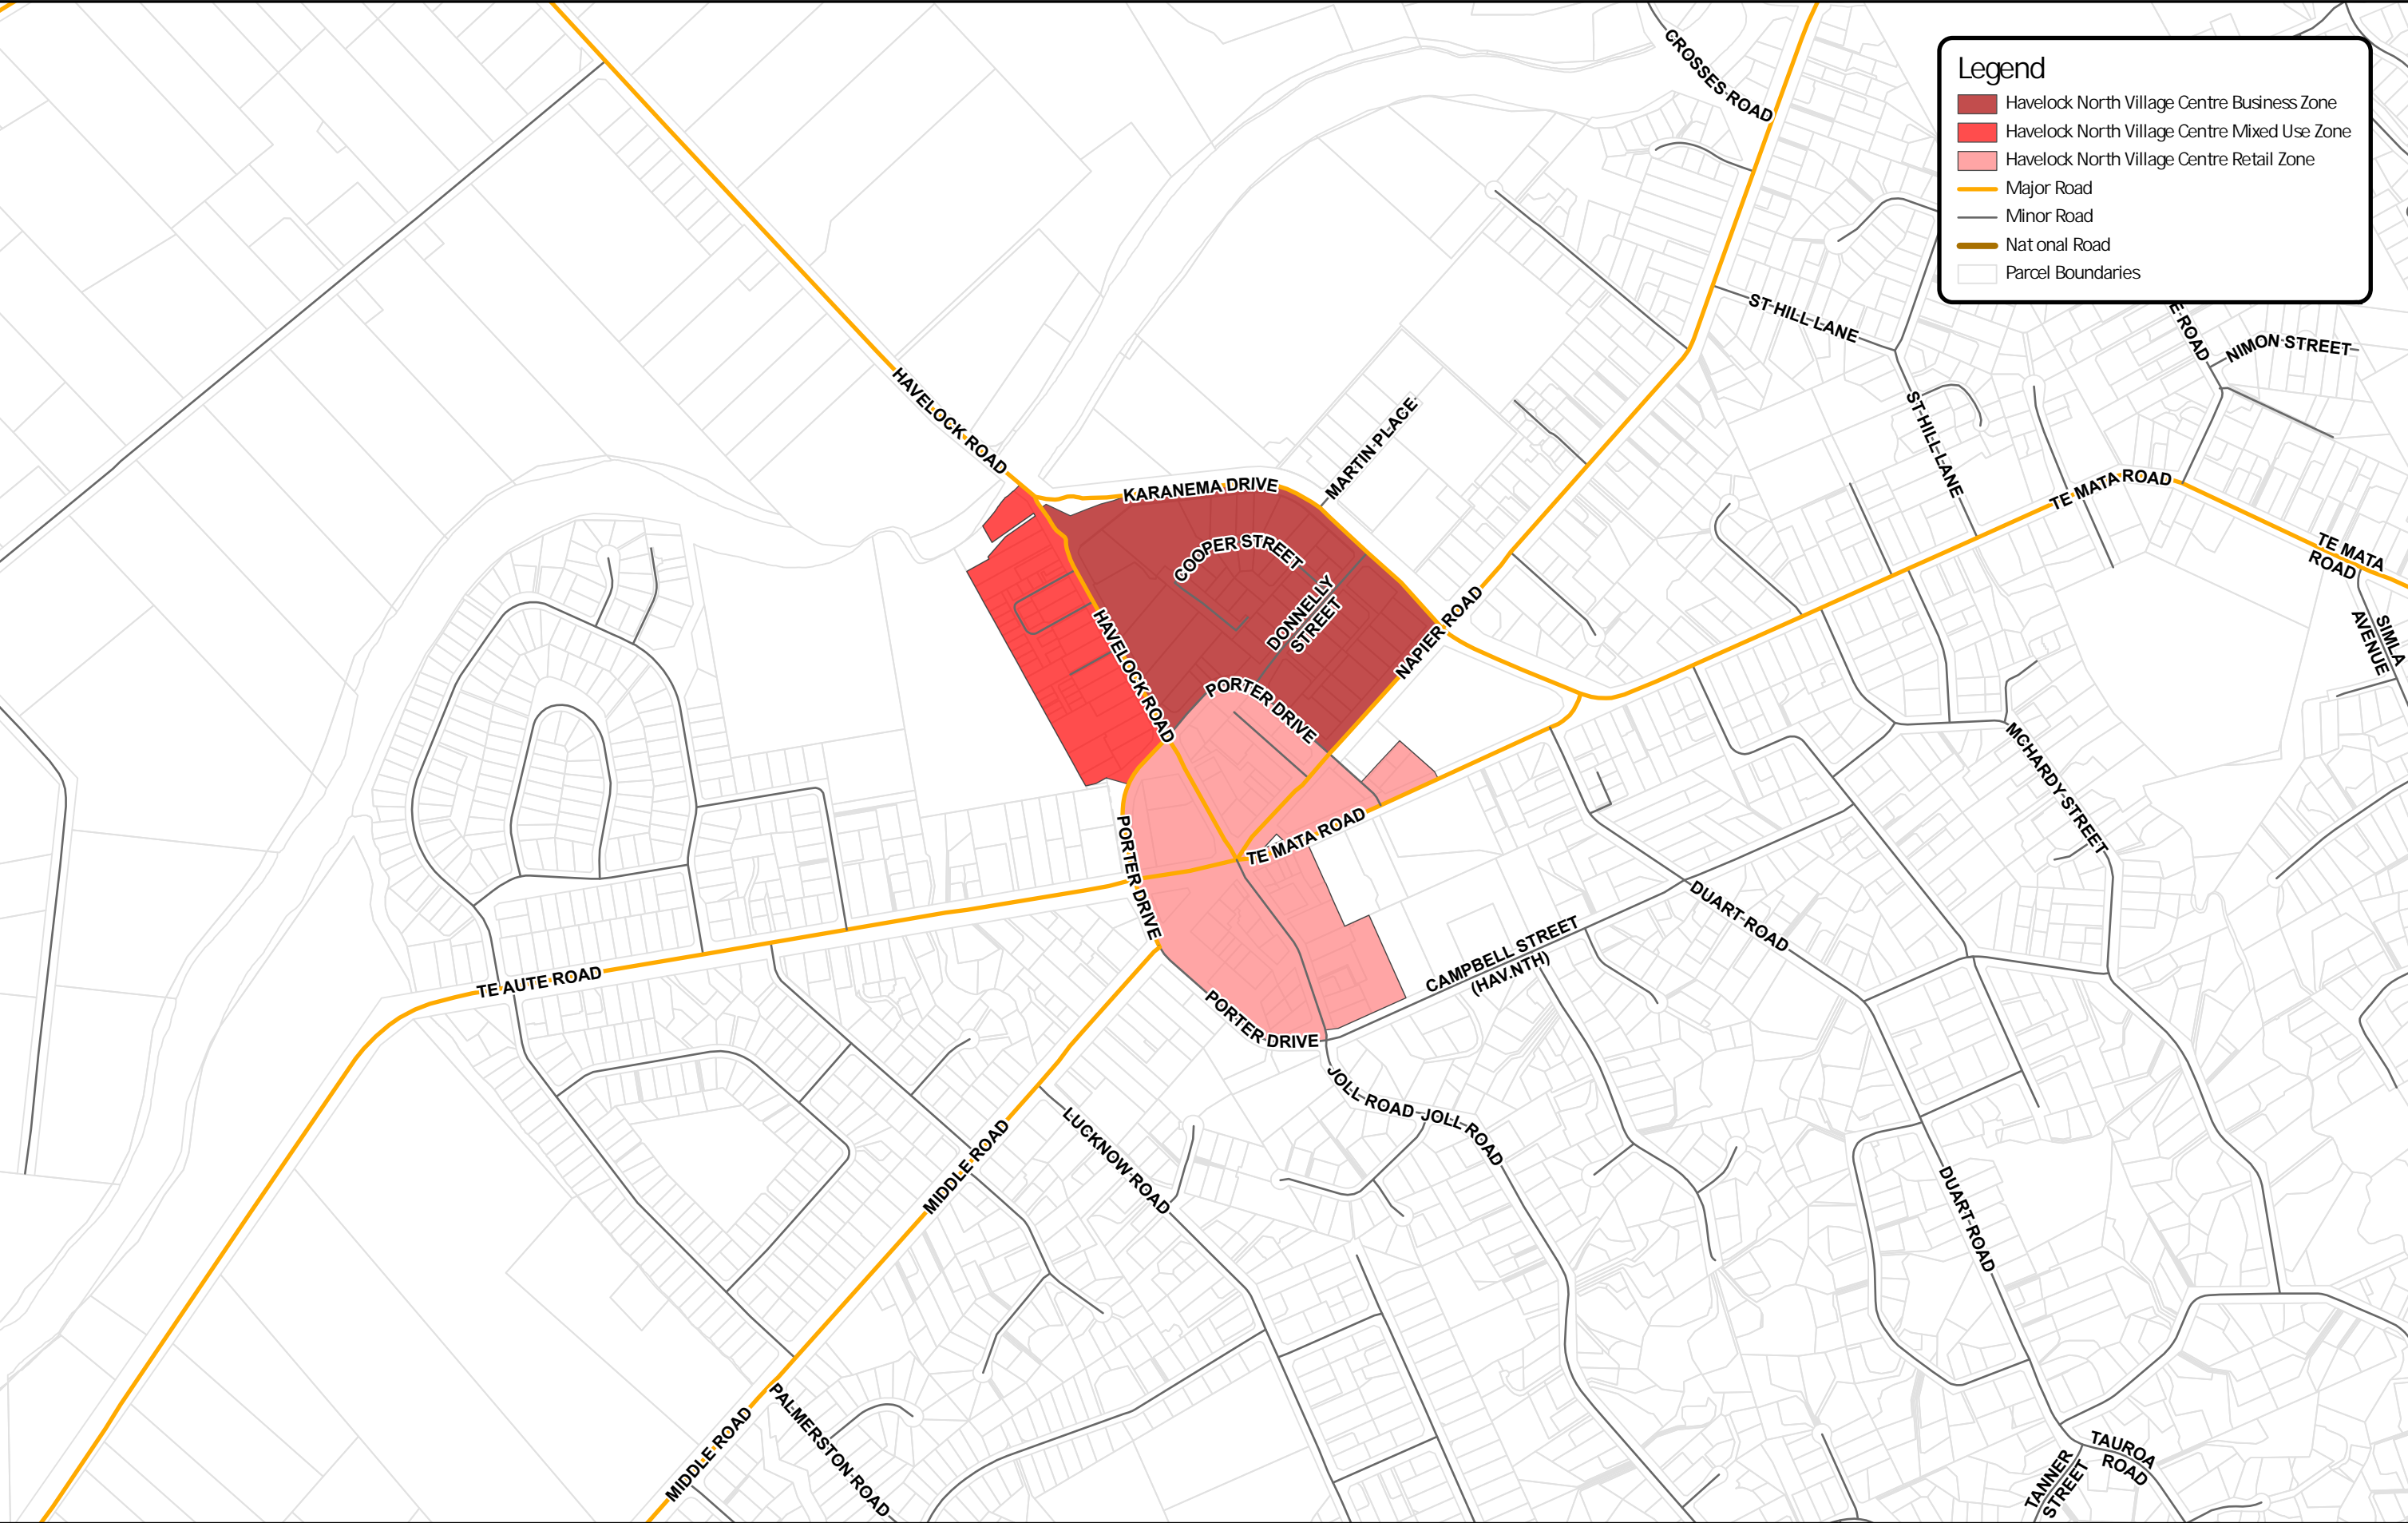 CROSSES ROAD
Legend
Havelock North Village Centre Business Zone
Havelock North Village Centre Mixed Use Zone
Havelock North Village Centre Retail Zone
Major Road
Minor Road
Nat onal Road
Parcel Boundaries
ST HILL LANE
E ROAD
NIMON STREET
HAVELOCK ROAD
MARTIN PLACE
ST HILL LANE
KARANEMA DRIVE
TE MATA ROAD
COOPER STREET
TE MATA
ROAD
DONNELLY
STREET
NAPIER ROAD
HAVELOCK ROAD
SIMLA
AVENUE
PORTER DRIVE
MCHARDY STREET
PORTER DRIVE
TE MATA ROAD
DUART ROAD
CAMPBELL STREET
(HAV.NTH)
TE AUTE ROAD
PORTER DRIVE
JOLL ROAD
JOLL ROAD
LUCKNOW ROAD
MIDDLE ROAD
DUART ROAD
PALMERSTON ROAD
MIDDLE ROAD
TAUROA
ROAD
TANNER
STREET